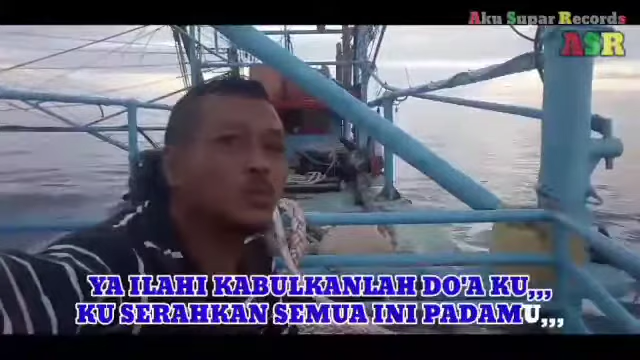 Aku Supar Records
ASR
YA ILAHI KABULKANLAH DO'A KU,,,
KU SERAHKAN SEMUA INI PADAMU,,,